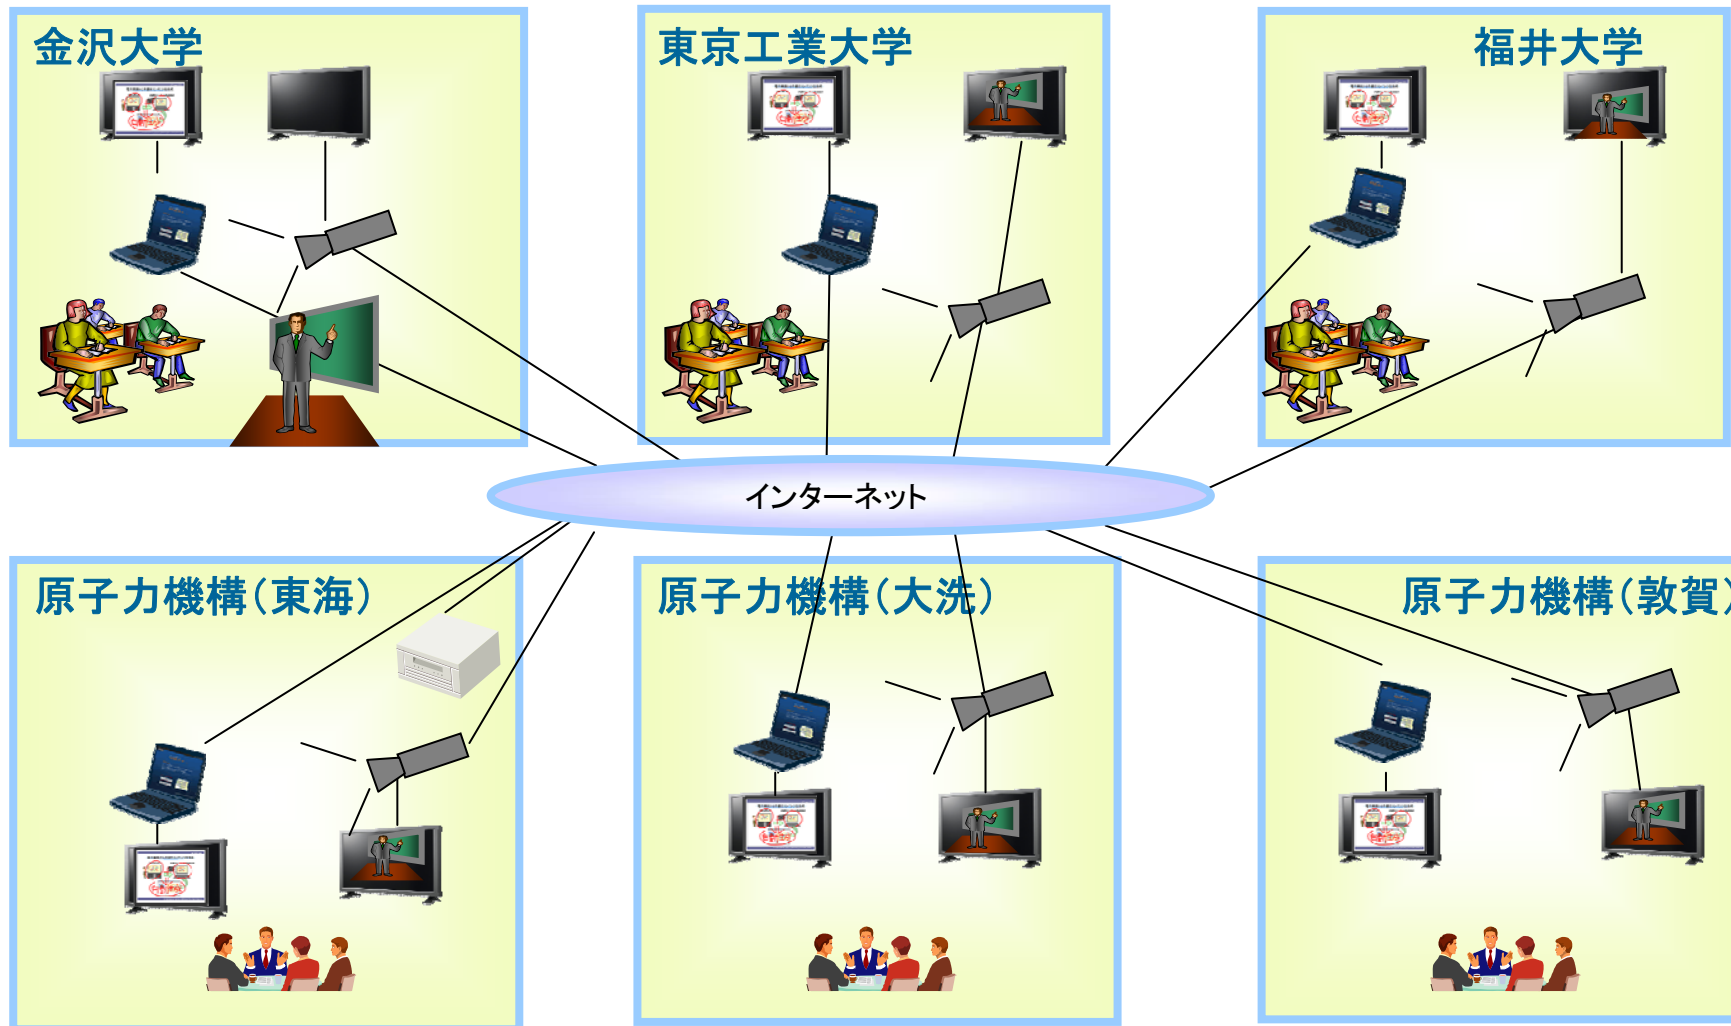 金沢大学
東京工業大学
福井大学
インターネット
原子力機構(東海)
原子力機構(大洗)
原子力機構(敦賀)